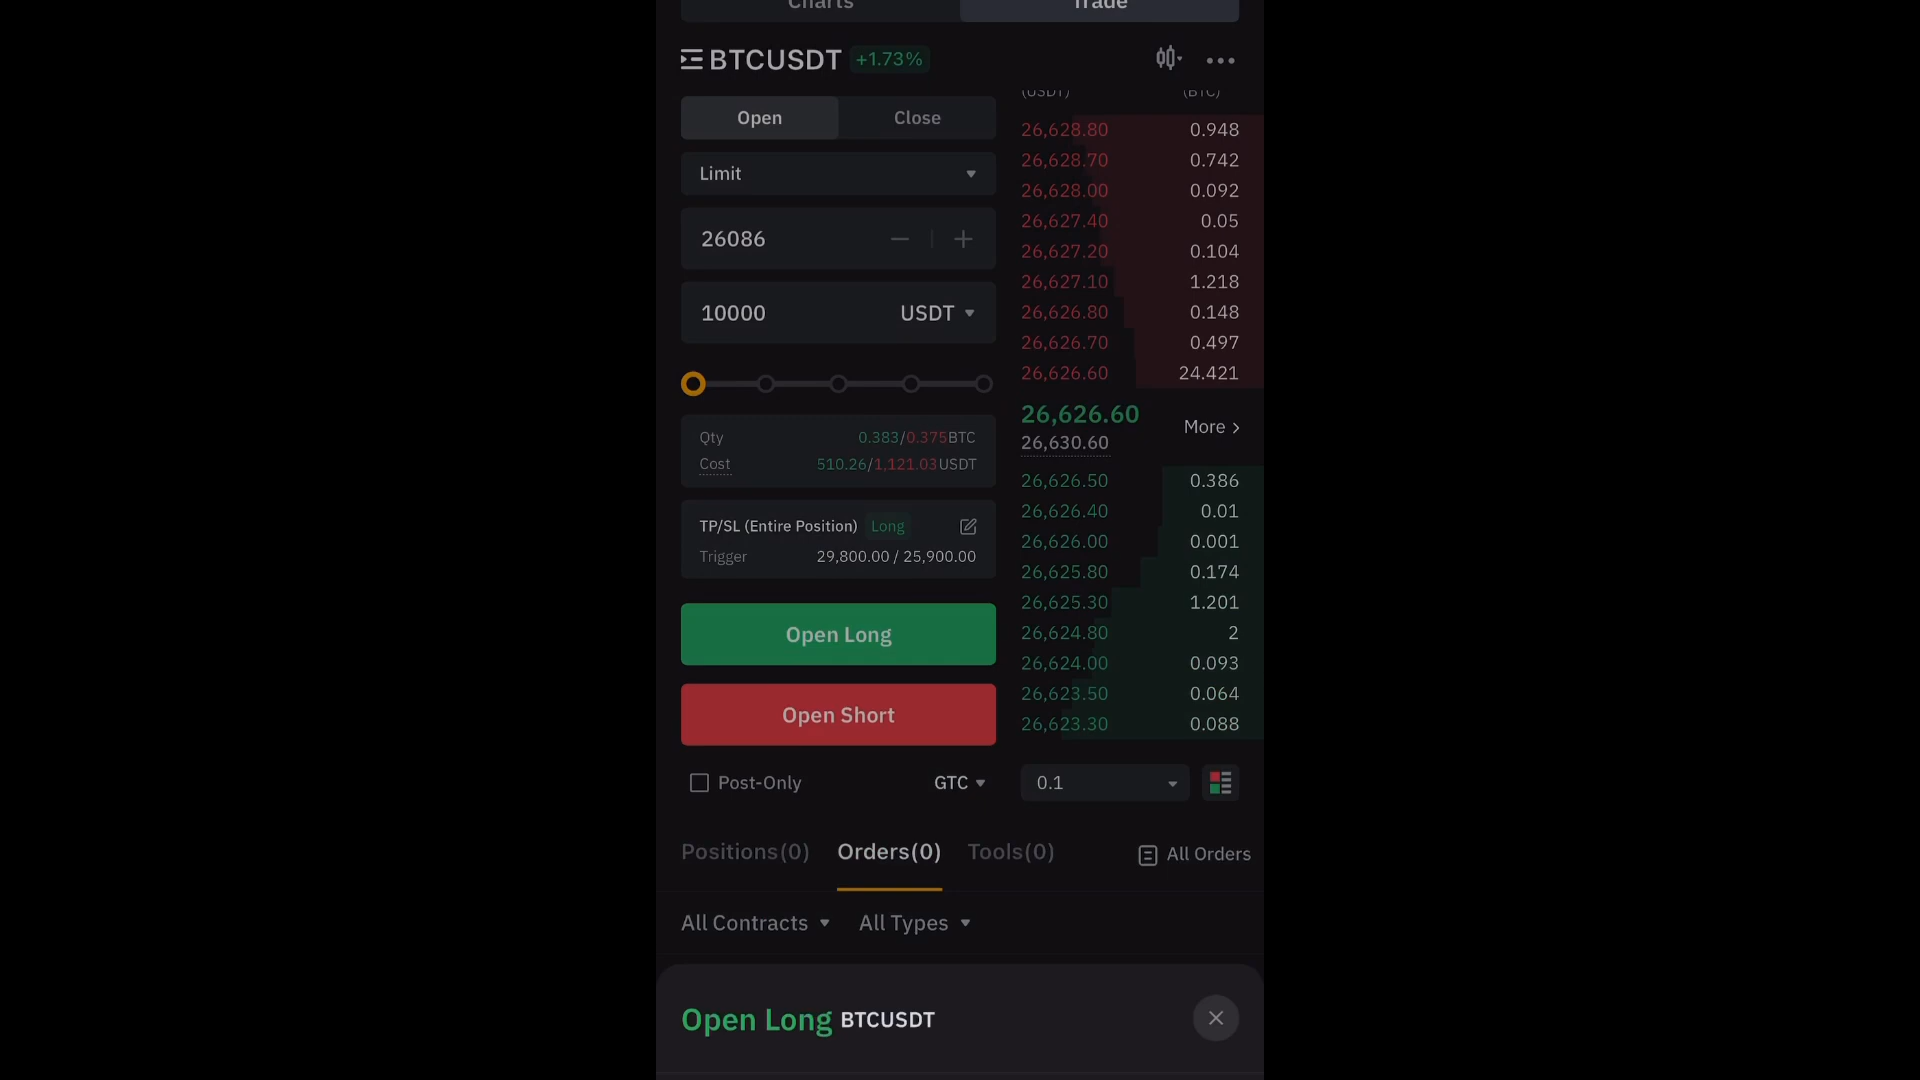 Charts Trade
BTCUSDT +1.73%
Open Close
Limit
26086
10000 USDT
Qty 0.383/0.375BTC
Cost 510.26/1,121.03USDT
TP/SL (Entire Position) Long
Trigger 29,800.00 / 25,900.00
Open Long
Open Short
Post-Only GTC
(USDT) (BTC)
26,628.80 0.948
26,628.70 0.742
26,628.00 0.092
26,627.40 0.05
26,627.20 0.104
26,627.10 1.218
26,626.80 0.148
26,626.70 0.497
26,626.60 24.421
26,626.60
26,630.60
More
26,626.50 0.386
26,626.40 0.01
26,626.00 0.001
26,625.80 0.174
26,625.30 1.201
26,624.80 2
26,624.00 0.093
26,623.50 0.064
26,623.30 0.088
0.1
Positions(0) Orders(0) Tools(0) All Orders
All Contracts All Types
Open Long BTCUSDT